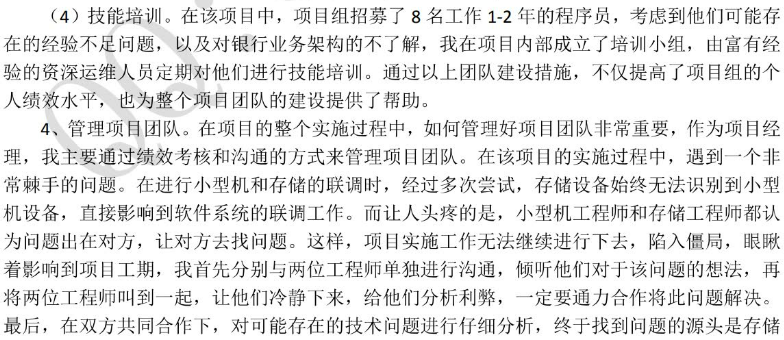 （4）技能培训。在该项目中，项目组招募了 8 名工作 1-2 年的程序员，考虑到他们可能存
在的经验不足问题，以及对银行业务架构的不了解，我在项目内部成立了培训小组，由富有经
验的资深运维人员定期对他们进行技能培训。通过以上团队建设措施，不仅提高了项目组的个
人绩效水平，也为整个项目团队的建设提供了帮助。
4、管理项目团队。在项目的整个实施过程中，如何管理好项目团队非常重要，作为项目经
理，我主要通过绩效考核和沟通的方式来管理项目团队。在该项目的实施过程中，遇到一个非
常棘手的问题。在进行小型机和存储的联调时，经过多次尝试，存储设备始终无法识别到小型
机设备，直接影响到软件系统的联调工作。而让人头疼的是，小型机工程师和存储工程师都认
为问题出在对方，让对方去找问题。这样，项目实施工作无法继续进行下去，陷入僵局，眼瞅
着影响到项目工期，我首先分别与两位工程师单独进行沟通，倾听他们对于该问题的想法，再
将两位工程师叫到一起，让他们冷静下来，给他们分析利弊，一定要通力合作将此问题解决。
最后，在双方共同合作下，对可能存在的技术问题进行仔细分析，终于找到问题的源头是存储